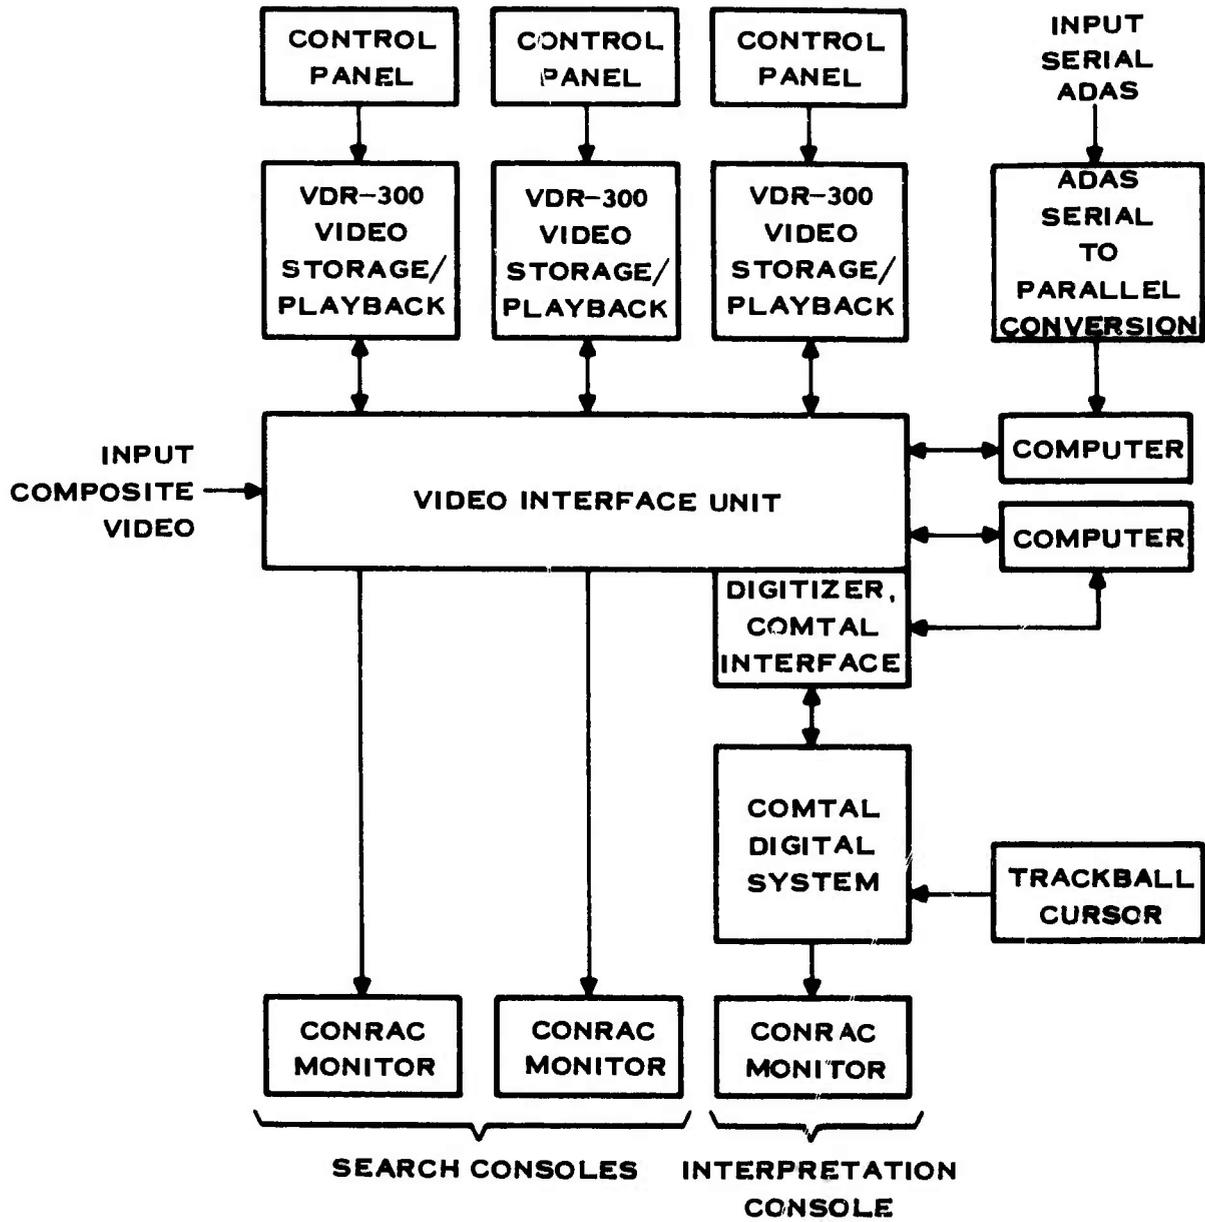 CONTROL
PANEL
CONTROL
PANEL
CONTROL
PANEL
INPUT
SERIAL
ADAS
VDR-300
VIDEO
STORAGE/
PLAYBACK
VDR-300
VIDEO
STORAGE/
PLAYBACK
VDR-300
VIDEO
STORAGE/
PLAYBACK
ADAS
SERIAL
TO
PARALLEL
CONVERSION
INPUT
COMPOSITE
VIDEO
VIDEO INTERFACE UNIT
COMPUTER
COMPUTER
DIGITIZER,
COMTAL
INTERFACE
COMTAL
DIGITAL
SYSTEM
TRACKBALL
CURSOR
CONRAC
MONITOR
CONRAC
MONITOR
CONRAC
MONITOR
SEARCH CONSOLES
INTERPRETATION
CONSOLE